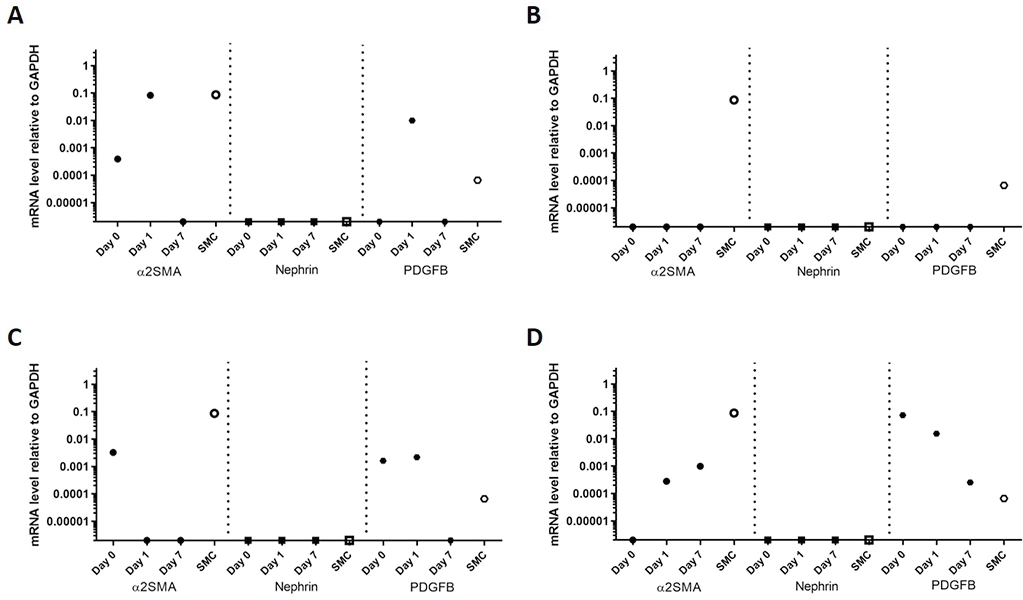 A
mRNA level relative to GAPDH
1
0.1
0.01
0.001
0.0001
0.00001
Day 0 Day 1 Day 7 SMC Day 0 Day 1 Day 7 SMC Day 0 Day 1 Day 7 SMC
α2SMA Nephrin PDGFB
B
mRNA level relative to GAPDH
1
0.1
0.01
0.001
0.0001
0.00001
Day 0 Day 1 Day 7 SMC Day 0 Day 1 Day 7 SMC Day 0 Day 1 Day 7 SMC
α2SMA Nephrin PDGFB
C
mRNA level relative to GAPDH
1
0.1
0.01
0.001
0.0001
0.00001
Day 0 Day 1 Day 7 SMC Day 0 Day 1 Day 7 SMC Day 0 Day 1 Day 7 SMC
α2SMA Nephrin PDGFB
D
mRNA level relative to GAPDH
1
0.1
0.01
0.001
0.0001
0.00001
Day 0 Day 1 Day 7 SMC Day 0 Day 1 Day 7 SMC Day 0 Day 1 Day 7 SMC
α2SMA Nephrin PDGFB